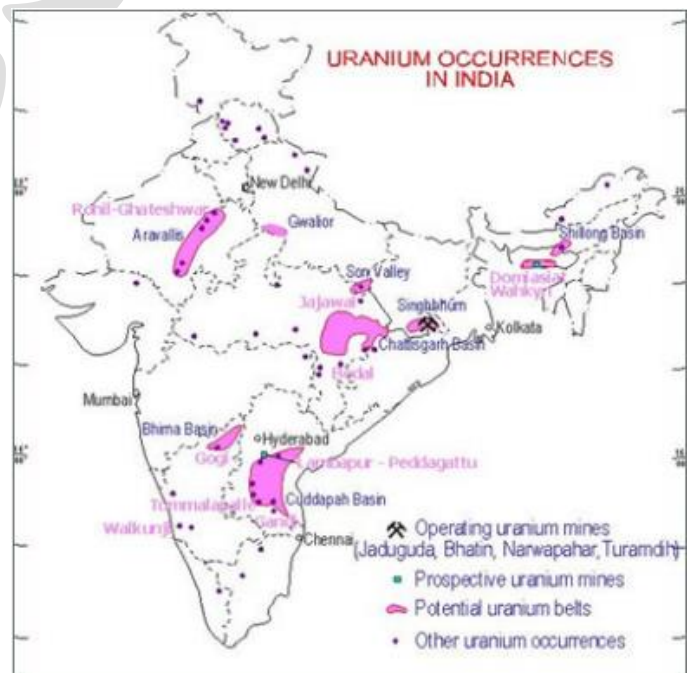 URANIUM OCCURRENCES
IN INDIA
New Delhi
Rohil-Ghateshwar
Aravallis
Gwalior
Shillong Basin
Son Valley
Domiasiat
Wahkyn
Jajawal
Singhbhum
Kolkata
Chattisgarh Basin
Bodal
Mumbai
Bhima Basin
Hyderabad
Gogi
Lambapur - Peddagattu
Tummalapalle
Cuddapah Basin
Gandi
Walkunji
Chennai
Operating uranium mines
(Jaduguda, Bhatin, Narwapahar, Turamdih)
Prospective uranium mines
Potential uranium belts
Other uranium occurrences